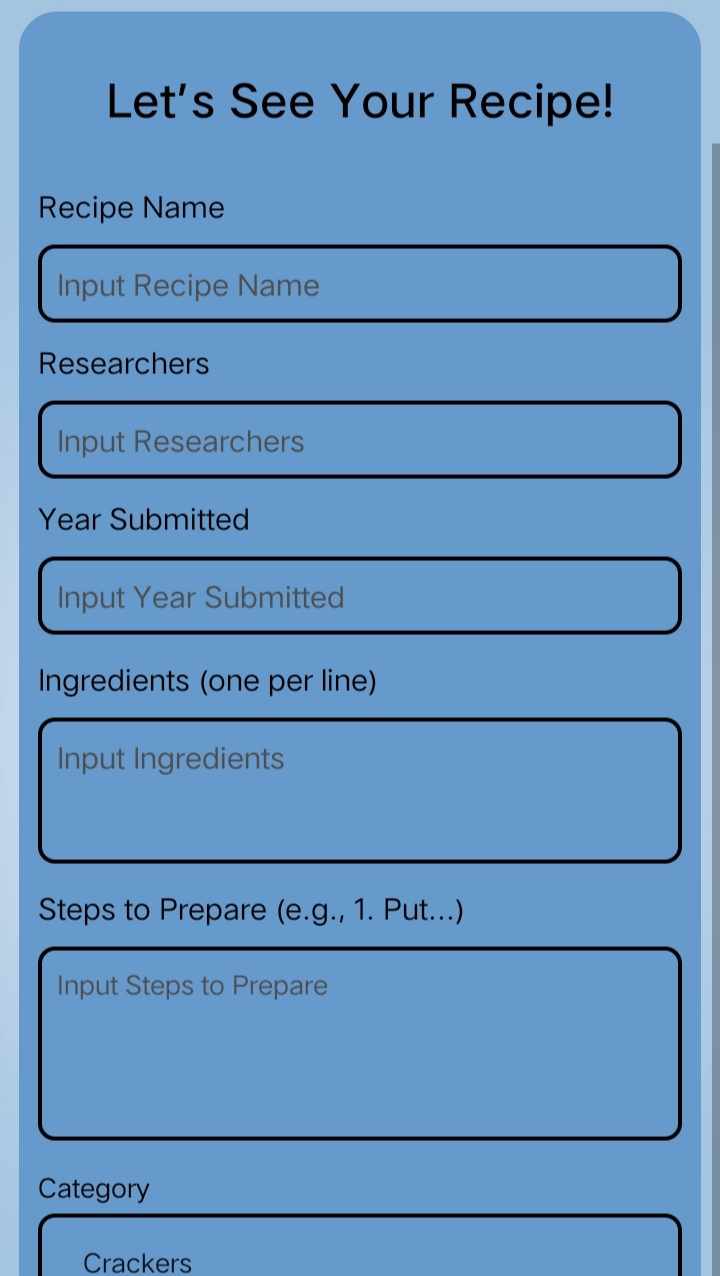 Let's See Your Recipe!
Recipe Name
Input Recipe Name
Researchers
Input Researchers
Year Submitted
Input Year Submitted
Ingredients (one per line)
Input Ingredients
Steps to Prepare (e.g., 1. Put...)
Input Steps to Prepare
Category
Crackers